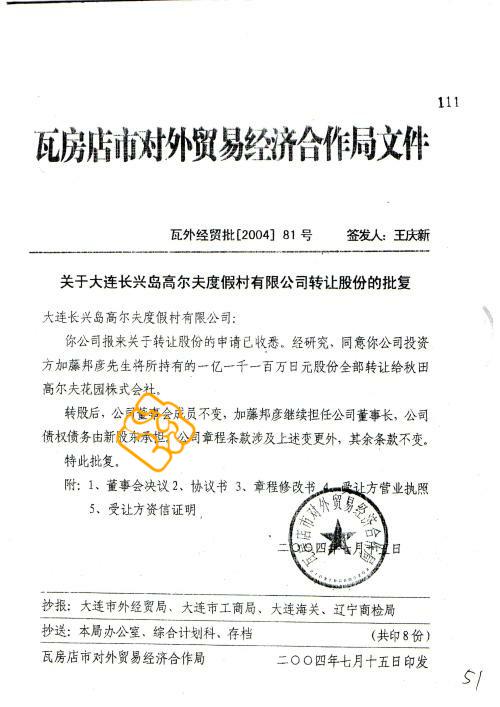 111
瓦房店市对外贸易经济合作局文件
瓦外经贸批[2004] 81号 签发人：王庆新
关于大连长兴岛高尔夫度假村有限公司转让股份的批复
大连长兴岛高尔夫度假村有限公司：
你公司报来关于转让股份的申请已收悉。经研究，同意你公司投资
方加藤邦彦先生将所持有的一亿一千一百万日元股份全部转让给秋田
高尔夫花园株式会社。
转股后，公司董事会成员不变，加藤邦彦继续担任公司董事长，公司
债权债务由新股东承担，公司章程条款涉及上述变更外，其余条款不变。
特此批复。
附：1、董事会决议 2、协议书 3、章程修改书 4、受让方营业执照
5、受让方资信证明
二〇〇四年七月十五日
瓦房店市对外贸易经济合作局
抄报：大连市外经贸局、大连市工商局、大连海关、辽宁商检局
抄送：本局办公室、综合计划科、存档 （共印8份）
瓦房店市对外贸易经济合作局 二〇〇四年七月十五日印发
51